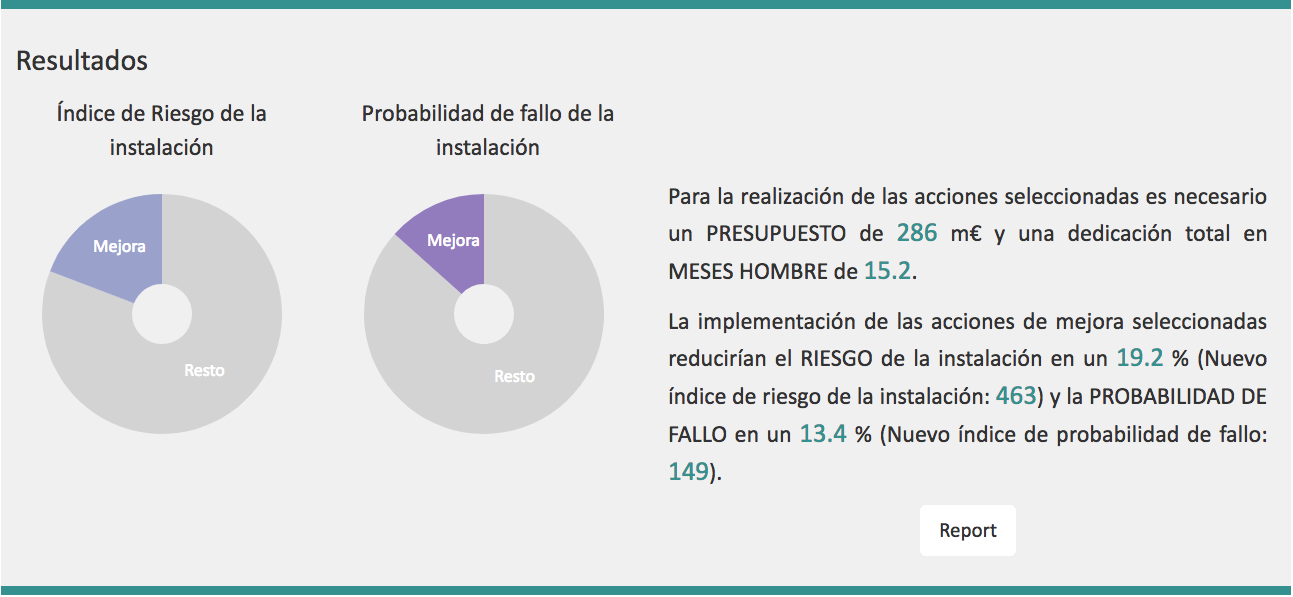 Resultados
Índice de Riesgo de la
instalación
Probabilidad de fallo de la
instalación
Mejora
Resto
Mejora
Resto
Para la realización de las acciones seleccionadas es necesario
un PRESUPUESTO de 286 m€ y una dedicación total en
MESES HOMBRE de 15.2.
La implementación de las acciones de mejora seleccionadas
reducirían el RIESGO de la instalación en un 19.2 % (Nuevo
índice de riesgo de la instalación: 463) y la PROBABILIDAD DE
FALLO en un 13.4 % (Nuevo índice de probabilidad de fallo:
149).
Report